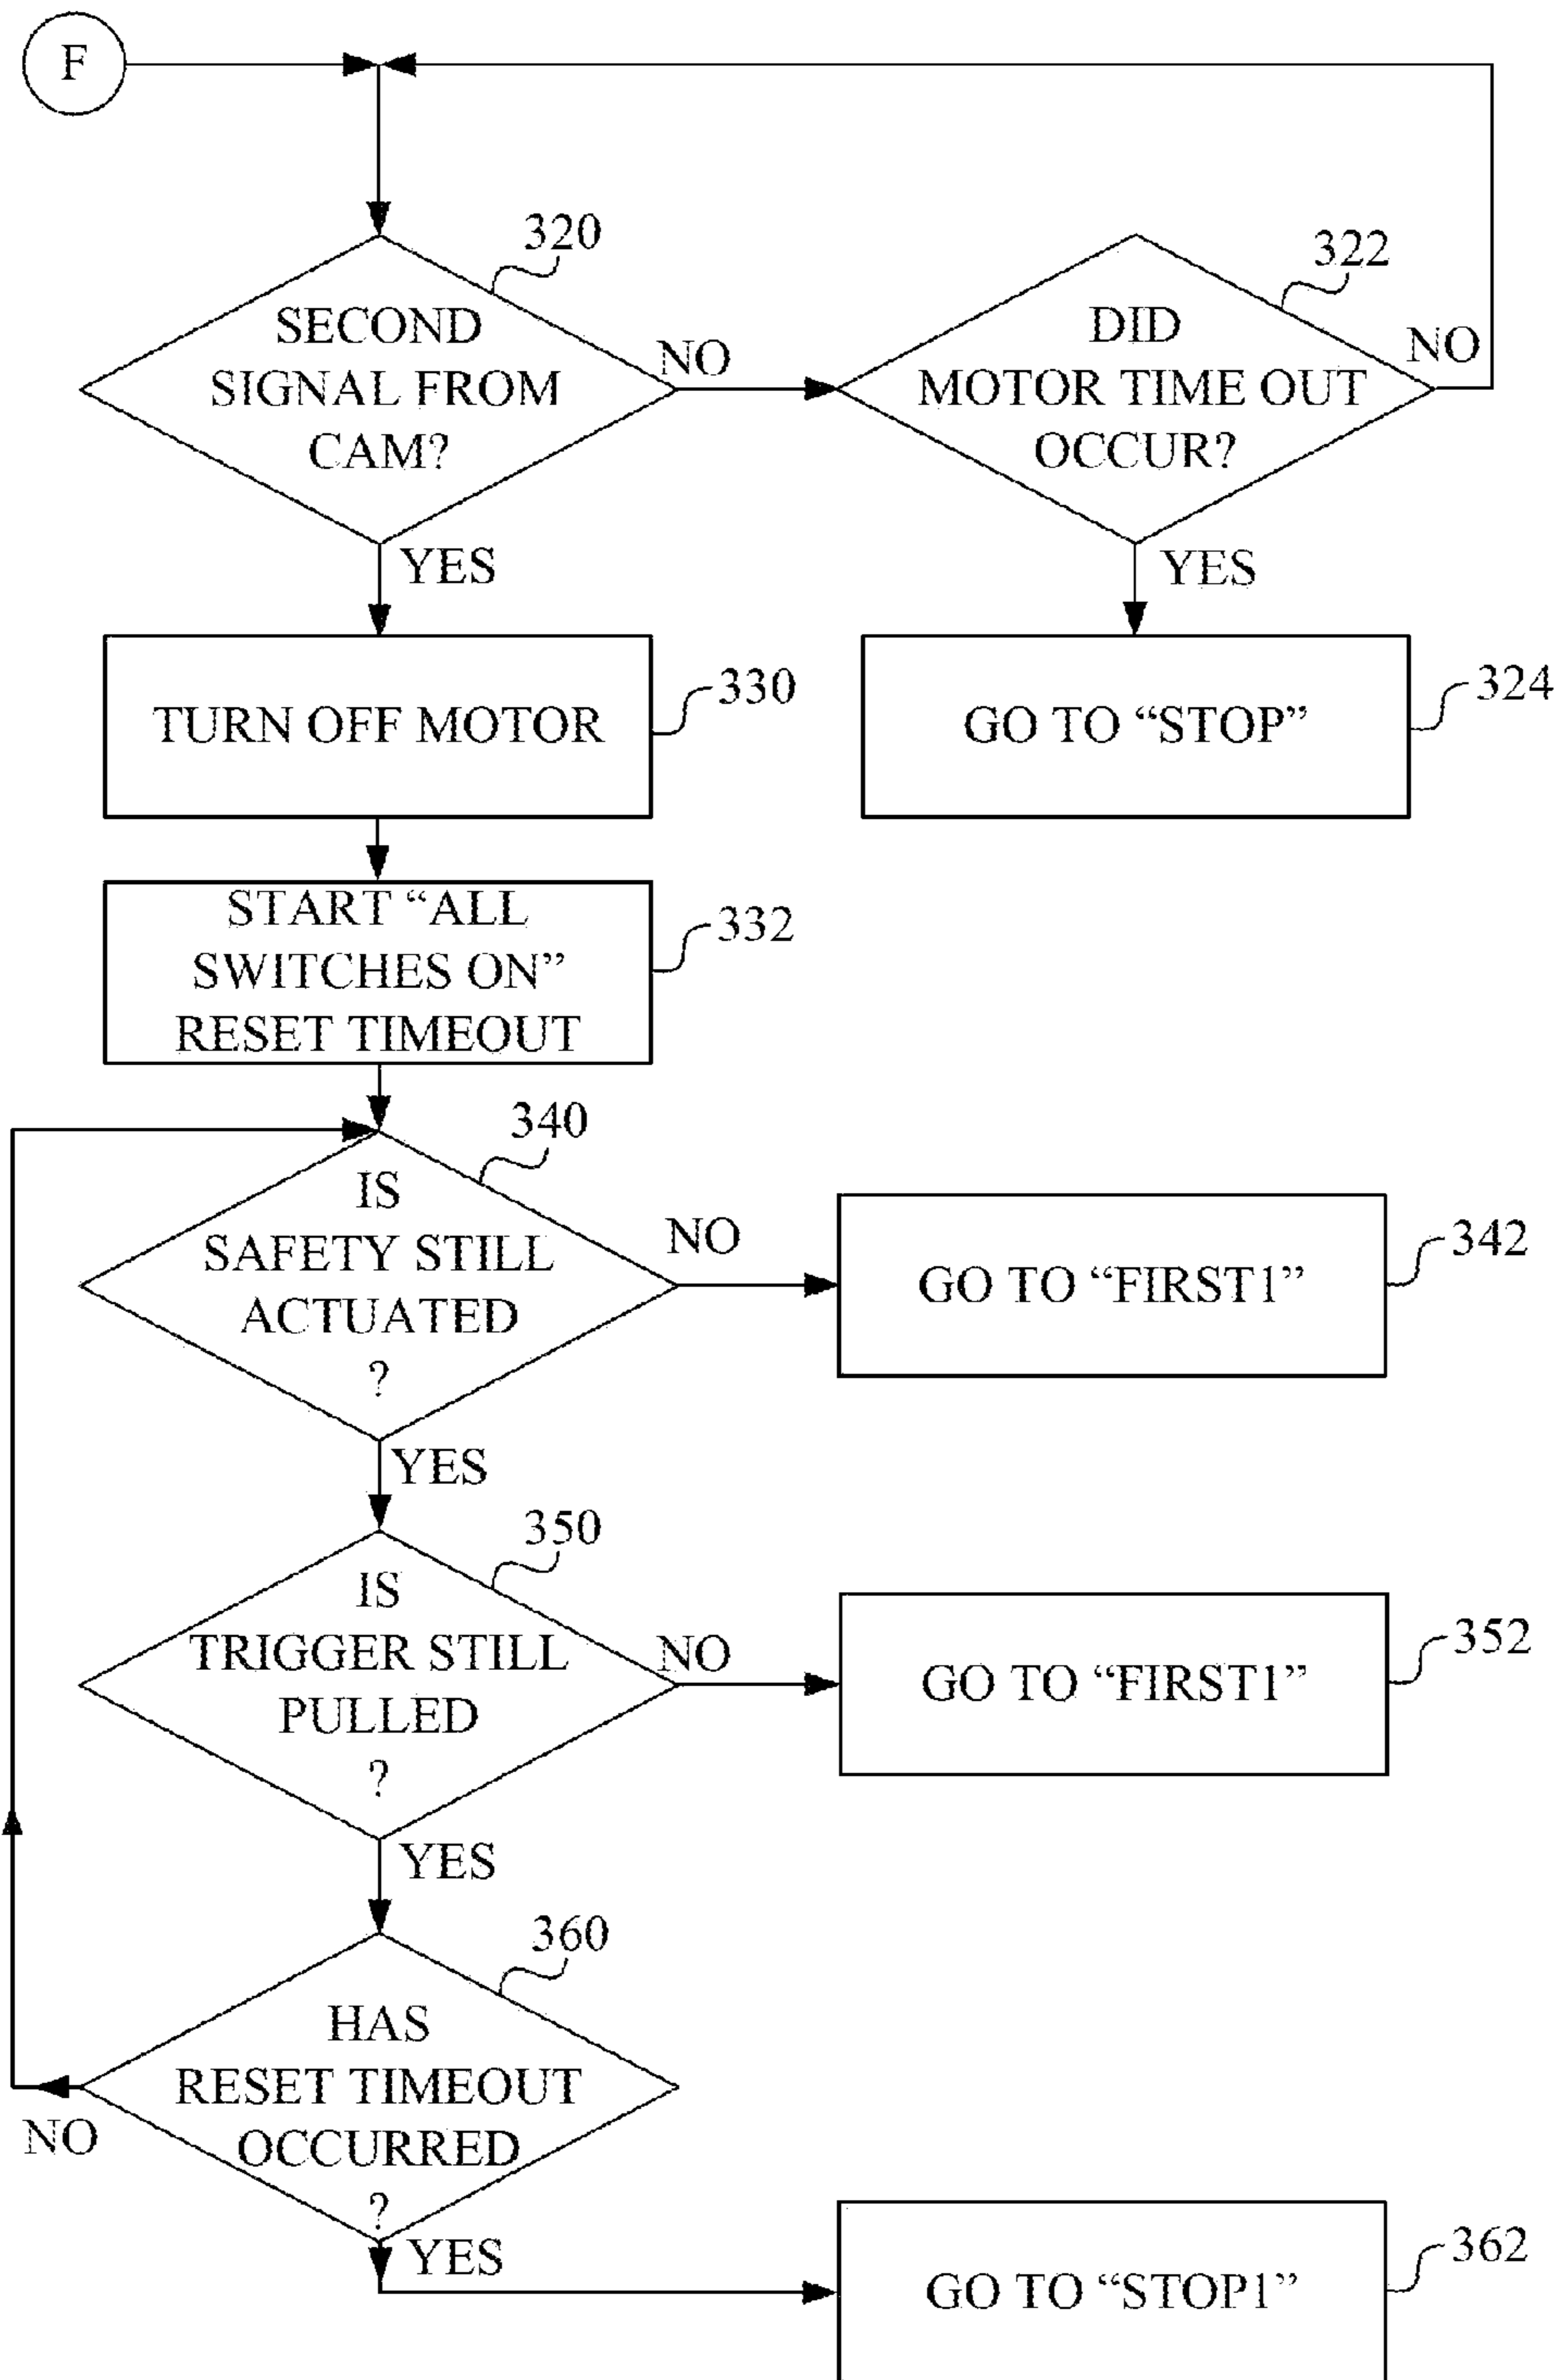 F
320
SECOND
SIGNAL FROM
CAM?
NO
YES
322
DID
MOTOR TIME OUT
OCCUR?
NO
YES
TURN OFF MOTOR
330
GO TO “STOP”
324
START “ALL
SWITCHES ON”
RESET TIMEOUT
332
340
IS
SAFETY STILL
ACTUATED
?
NO
YES
GO TO “FIRST1”
342
350
IS
TRIGGER STILL
PULLED
?
NO
YES
GO TO “FIRST1”
352
360
HAS
RESET TIMEOUT
OCCURRED
?
NO
YES
GO TO “STOP1”
362